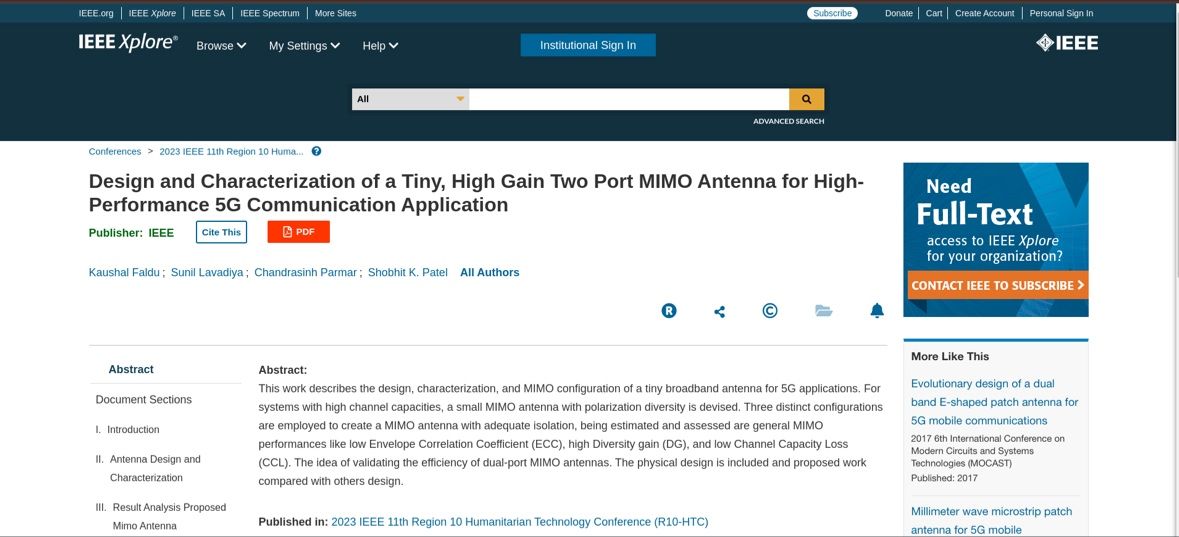 IEEE.org IEEE Xplore IEEE SA IEEE Spectrum More Sites Subscribe Donate Cart Create Account Personal Sign In
IEEE Xplore® Browse My Settings Help Institutional Sign In IEEE
All
ADVANCED SEARCH
Conferences > 2023 IEEE 11th Region 10 Huma... ?
Design and Characterization of a Tiny, High Gain Two Port MIMO Antenna for High-
Performance 5G Communication Application
Publisher: IEEE Cite This PDF
Kaushal Faldu ; Sunil Lavadiya ; Chandrasinh Parmar ; Shobhit K. Patel All Authors
R ©
Need
Full-Text
access to IEEE Xplore
for your organization?
CONTACT IEEE TO SUBSCRIBE >
Abstract
Document Sections
I. Introduction
II. Antenna Design and
Characterization
III. Result Analysis Proposed
Mimo Antenna
Abstract:
This work describes the design, characterization, and MIMO configuration of a tiny broadband antenna for 5G applications. For
systems with high channel capacities, a small MIMO antenna with polarization diversity is devised. Three distinct configurations
are employed to create a MIMO antenna with adequate isolation, being estimated and assessed are general MIMO
performances like low Envelope Correlation Coefficient (ECC), high Diversity gain (DG), and low Channel Capacity Loss
(CCL). The idea of validating the efficiency of dual-port MIMO antennas. The physical design is included and proposed work
compared with others design.
Published in: 2023 IEEE 11th Region 10 Humanitarian Technology Conference (R10-HTC)
More Like This
Evolutionary design of a dual
band E-shaped patch antenna for
5G mobile communications
2017 6th International Conference on
Modern Circuits and Systems
Technologies (MOCAST)
Published: 2017
Millimeter wave microstrip patch
antenna for 5G mobile